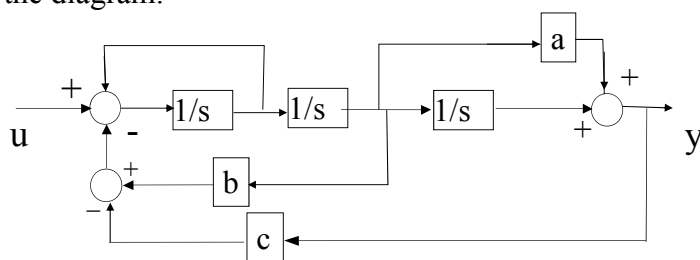 the diagram.
a
+
+
1/s
1/s
1/s
u
-
+
y
+
b
−
c